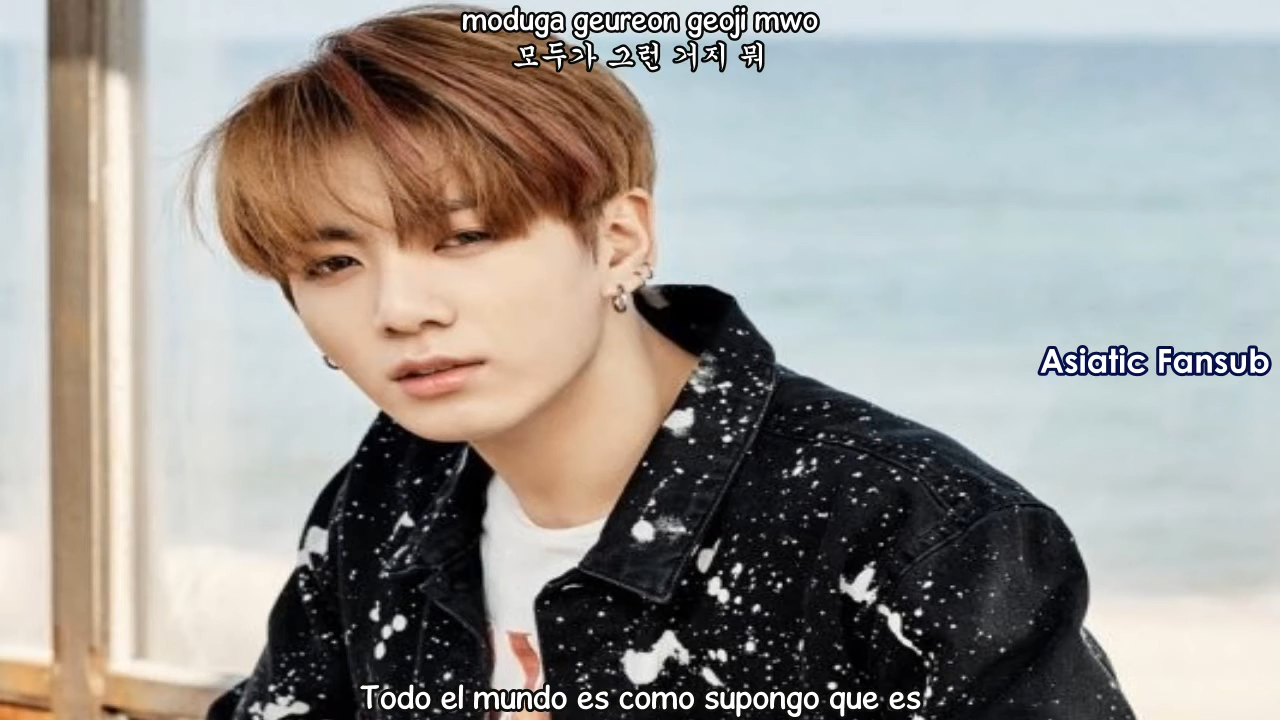 moduga geureon geoji mwo
모두가 그런 거지 뭐
Asiatic Fansub
Todo el mundo es como supongo que es